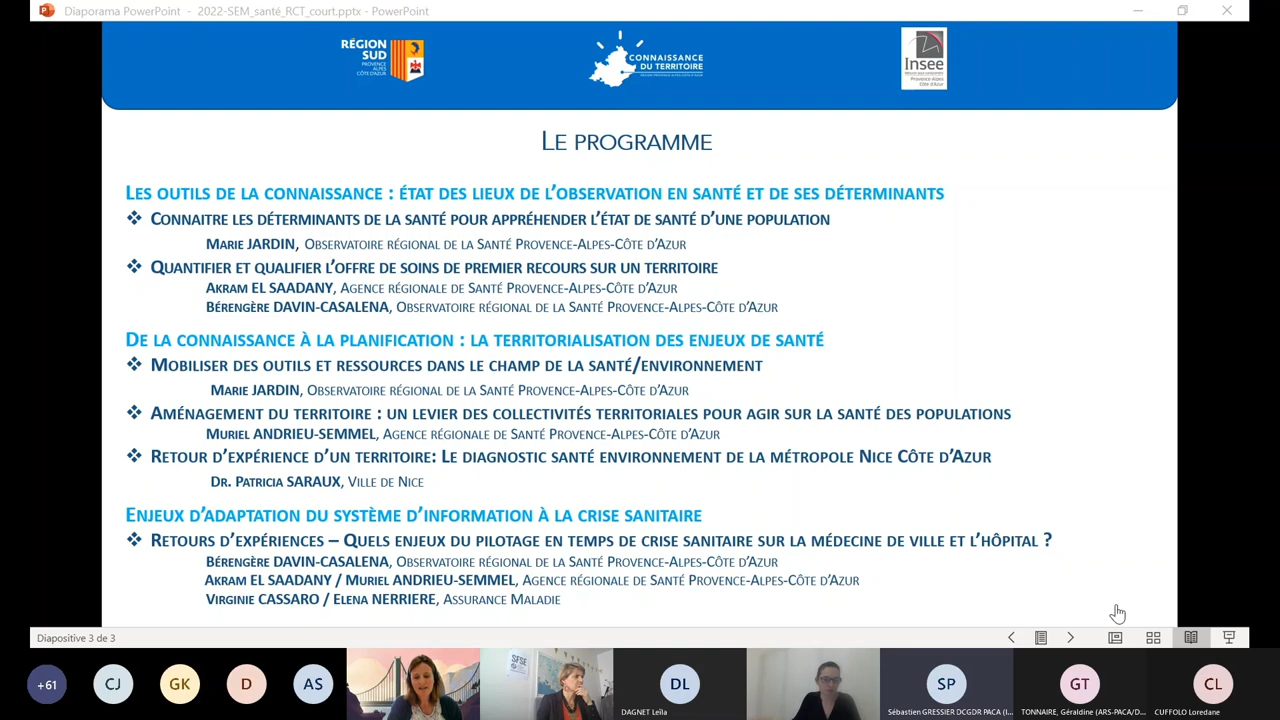 Diaporama PowerPoint - 2022-SEM_santé_RCT_court.pptx - PowerPoint
RÉGION
SUD
PROVENCE
ALPES
CÔTE D'AZUR
CONNAISSANCE
DU TERRITOIRE
Insee
Provence-Alpes
Côte d'Azur
LE PROGRAMME
LES OUTILS DE LA CONNAISSANCE : ÉTAT DES LIEUX DE L'OBSERVATION EN SANTÉ ET DE SES DÉTERMINANTS
❖ CONNAITRE LES DÉTERMINANTS DE LA SANTÉ POUR APPRÉHENDER L'ÉTAT DE SANTÉ D'UNE POPULATION
MARIE JARDIN, OBSERVATOIRE RÉGIONAL DE LA SANTÉ PROVENCE-ALPES-CÔTE D'AZUR
❖ QUANTIFIER ET QUALIFIER L'OFFRE DE SOINS DE PREMIER RECOURS SUR UN TERRITOIRE
AKRAM EL SAADANY, AGENCE RÉGIONALE DE SANTÉ PROVENCE-ALPES-CÔTE D'AZUR
BÉRENGÈRE DAVIN-CASALENA, OBSERVATOIRE RÉGIONAL DE LA SANTÉ PROVENCE-ALPES-CÔTE D'AZUR
DE LA CONNAISSANCE À LA PLANIFICATION : LA TERRITORIALISATION DES ENJEUX DE SANTÉ
❖ MOBILISER DES OUTILS ET RESSOURCES DANS LE CHAMP DE LA SANTÉ/ENVIRONNEMENT
MARIE JARDIN, OBSERVATOIRE RÉGIONAL DE LA SANTÉ PROVENCE-ALPES-CÔTE D'AZUR
❖ AMÉNAGEMENT DU TERRITOIRE : UN LEVIER DES COLLECTIVITÉS TERRITORIALES POUR AGIR SUR LA SANTÉ DES POPULATIONS
MURIEL ANDRIEU-SEMMEL, AGENCE RÉGIONALE DE SANTÉ PROVENCE-ALPES-CÔTE D'AZUR
❖ RETOUR D'EXPÉRIENCE D'UN TERRITOIRE: LE DIAGNOSTIC SANTÉ ENVIRONNEMENT DE LA MÉTROPOLE NICE CÔTE D'AZUR
DR. PATRICIA SARAUX, VILLE DE NICE
ENJEUX D'ADAPTATION DU SYSTÈME D'INFORMATION À LA CRISE SANITAIRE
❖ RETOURS D'EXPÉRIENCES – QUELS ENJEUX DU PILOTAGE EN TEMPS DE CRISE SANITAIRE SUR LA MÉDECINE DE VILLE ET L'HÔPITAL ?
BÉRENGÈRE DAVIN-CASALENA, OBSERVATOIRE RÉGIONAL DE LA SANTÉ PROVENCE-ALPES-CÔTE D'AZUR
AKRAM EL SAADANY / MURIEL ANDRIEU-SEMMEL, AGENCE RÉGIONALE DE SANTÉ PROVENCE-ALPES-CÔTE D'AZUR
VIRGINIE CASSARO / ELENA NERRIERE, ASSURANCE MALADIE
Diapositive 3 de 3
+61
CJ
GK
D
AS
SFSE
DL
SP
GT
CL
DAGNET Leïla
Sébastien GRESSIER DCGDR PACA (I...
TONNAIRE, Géraldine (ARS-PACA/D...
CUFFOLO Loredane